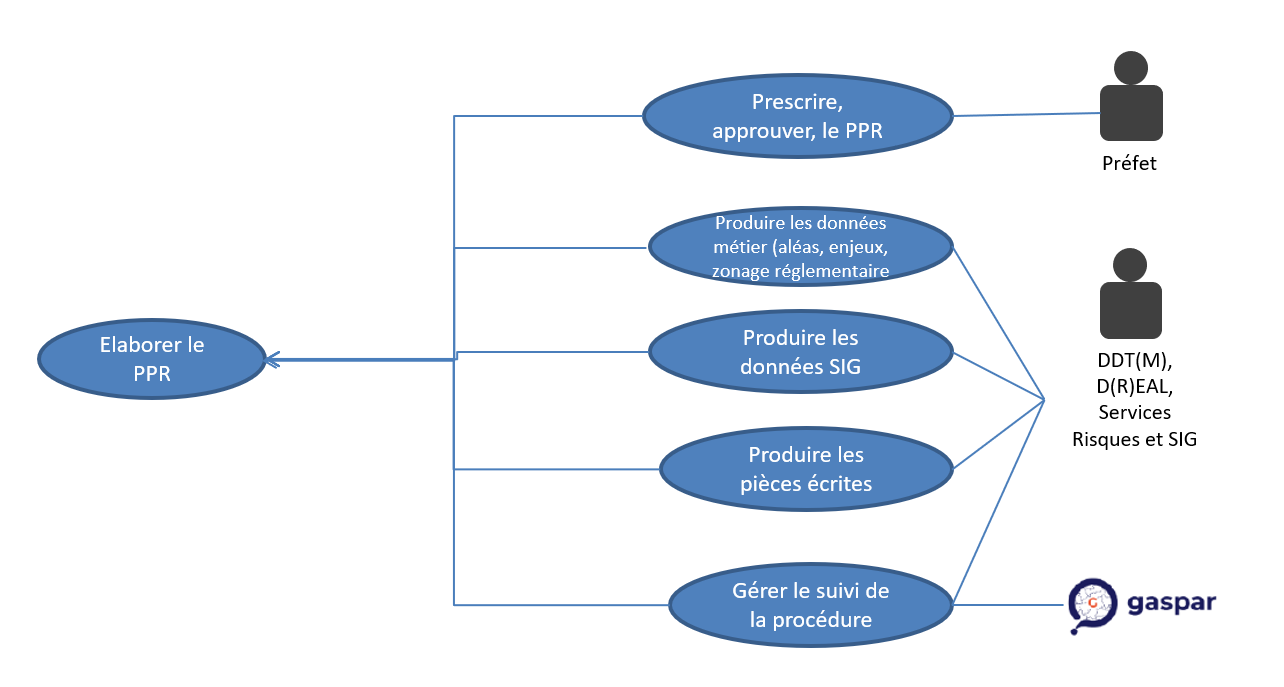 Prescrire,
approuver, le PPR
Préfet
Produire les données
métier (aléas, enjeux,
zonage réglementaire
Elaborer le
PPR
Produire les
données SIG
DDT(M),
D(R)EAL,
Services
Risques et SIG
Produire les
pièces écrites
Gérer le suivi de
la procédure
G
gaspar